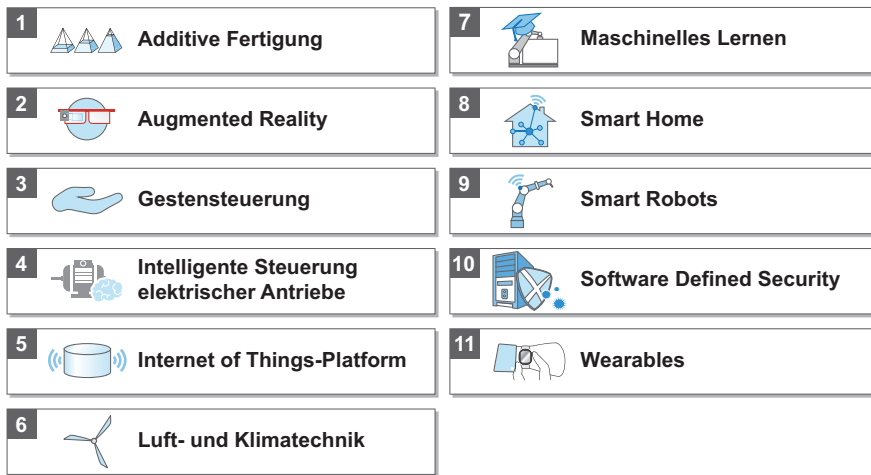 1
Additive Fertigung
2
Augmented Reality
3
Gestensteuerung
4
Intelligente Steuerung
elektrischer Antriebe
5
Internet of Things-Platform
6
Luft- und Klimatechnik
7
Maschinelles Lernen
8
Smart Home
9
Smart Robots
10
Software Defined Security
11
Wearables